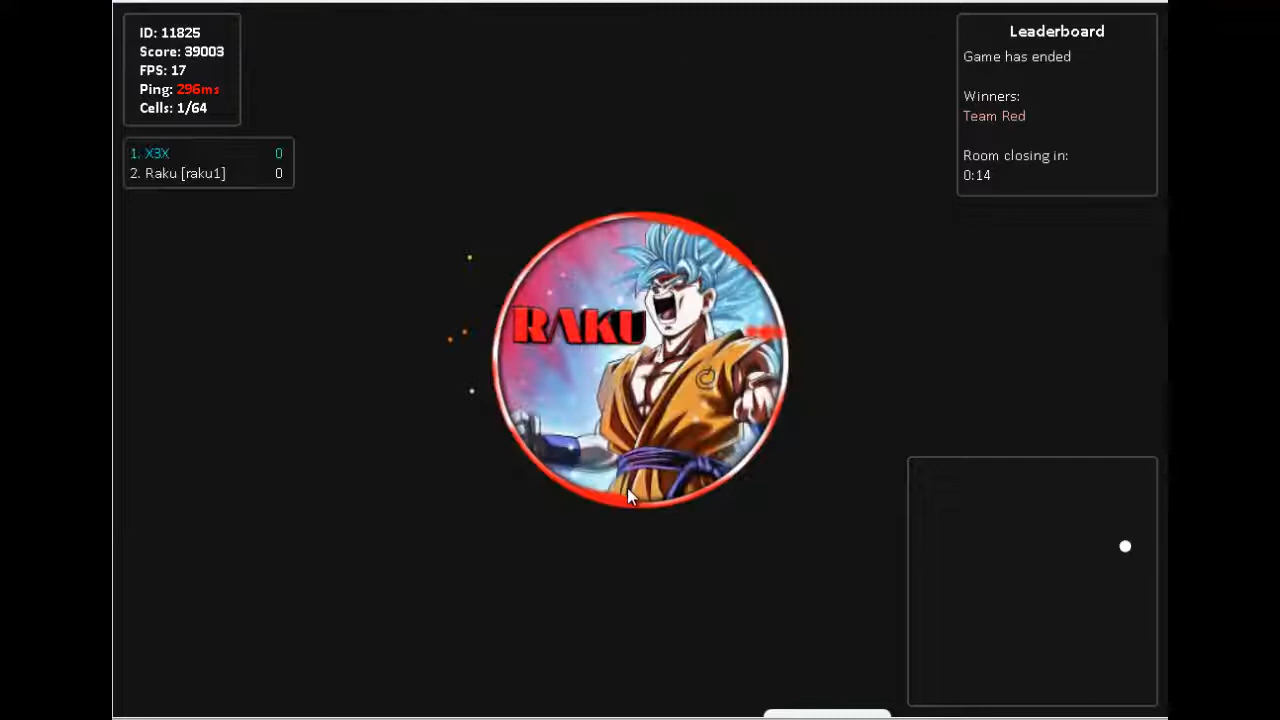 ID: 11825
Score: 39003
FPS: 17
Ping: 296ms
Cells: 1/64
1. X3X 0
2. Raku [raku1] 0
Leaderboard
Game has ended
Winners:
Team Red
Room closing in:
0:14
RAKU